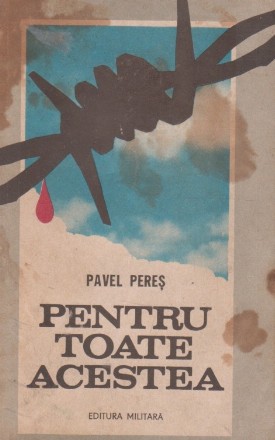 PAVEL PEREȘ
PENTRU
TOATE
ACESTEA
EDITURA MILITARĂ